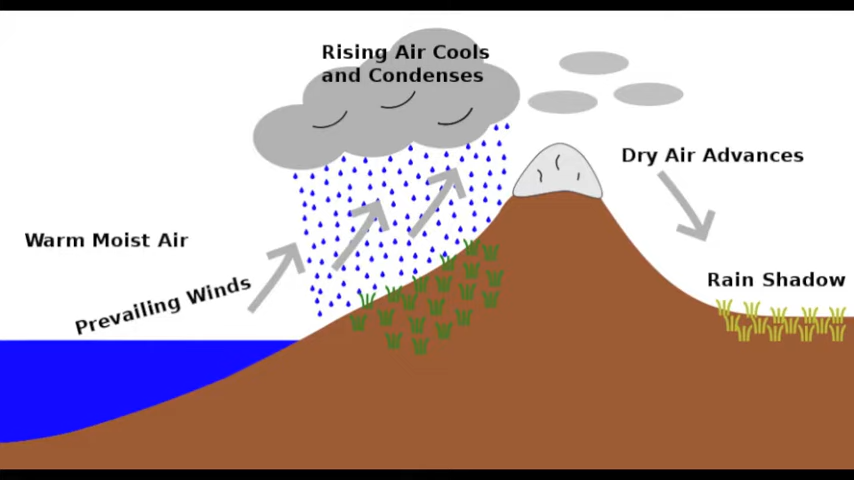 Rising Air Cools
and Condenses
Dry Air Advances
Warm Moist Air
Rain Shadow
Prevailing Winds